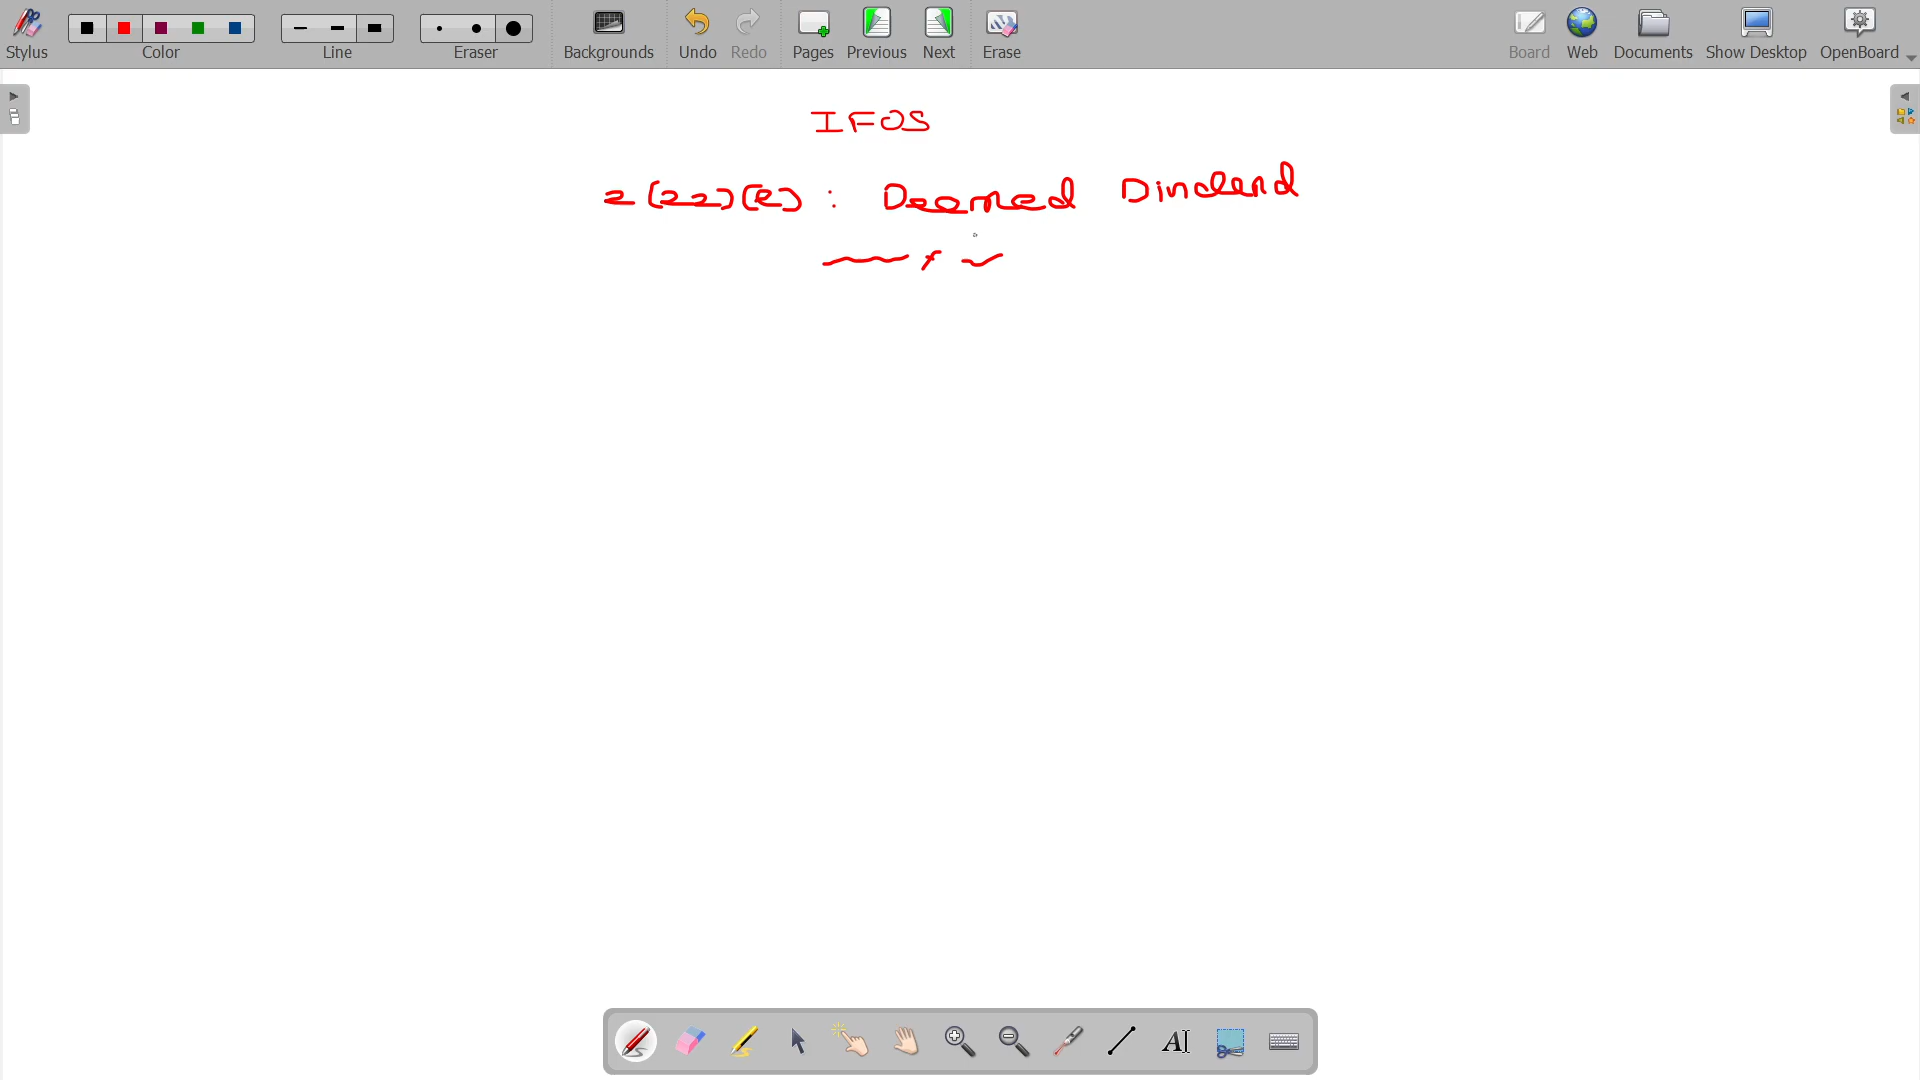 Stylus Color Line Eraser Backgrounds Undo Redo Pages Previous Next Erase Board Web Documents Show Desktop OpenBoard
IFOS
2(22)(e) : Deemed Dividend
AI